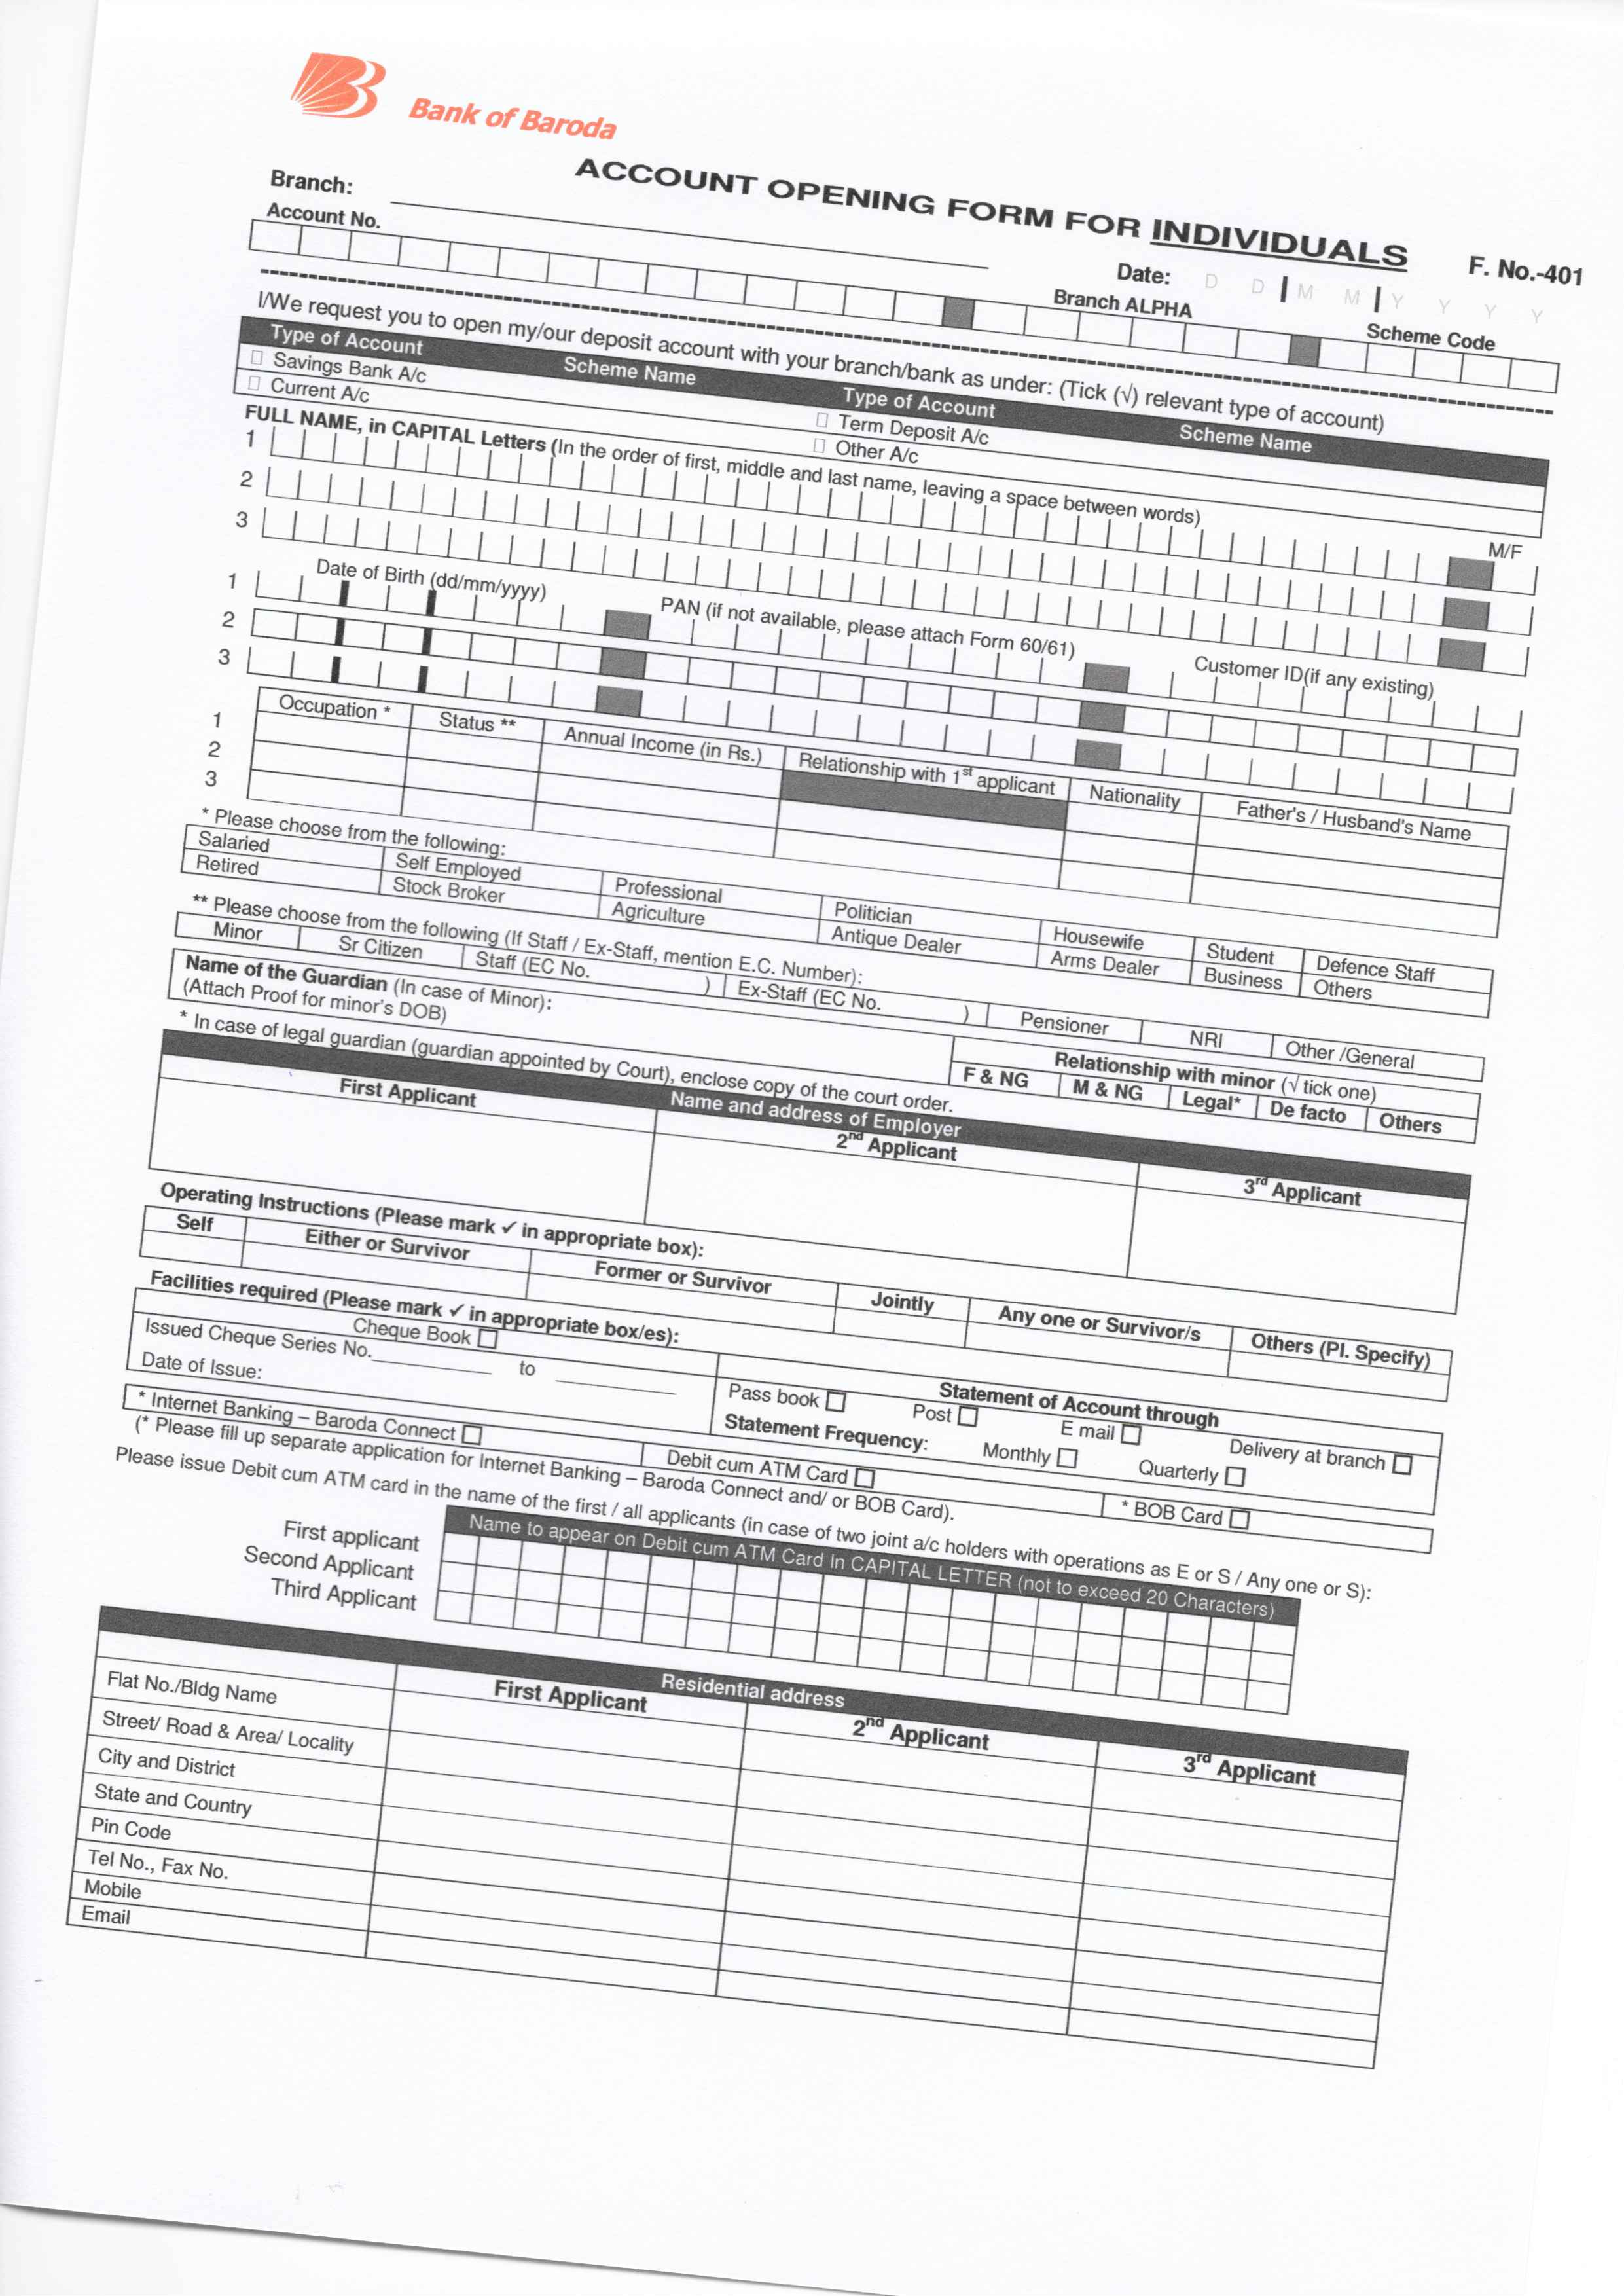 Bank of Baroda
ACCOUNT OPENING FORM FOR INDIVIDUALS
F. No.-401
Branch:
Date: D D M M Y Y Y Y
Account No.
Branch ALPHA
Scheme Code
I/We request you to open my/our deposit account with your branch/bank as under: (Tick (√) relevant type of account)
Type of Account Scheme Name Type of Account Scheme Name
Savings Bank A/c Term Deposit A/c
Current A/c Other A/c
FULL NAME, in CAPITAL Letters (In the order of first, middle and last name, leaving a space between words)
M/F
1
2
3
Date of Birth (dd/mm/yyyy) PAN (if not available, please attach Form 60/61) Customer ID(if any existing)
1
2
3
Occupation * Status ** Annual Income (in Rs.) Relationship with 1st applicant Nationality Father's / Husband's Name
1
2
3
* Please choose from the following:
Salaried Self Employed Professional Politician Housewife Student Defence Staff
Retired Stock Broker Agriculture Antique Dealer Arms Dealer Business Others
** Please choose from the following (If Staff / Ex-Staff, mention E.C. Number):
Minor Sr Citizen Staff (EC No. ) Ex-Staff (EC No. ) Pensioner NRI Other /General
Name of the Guardian (In case of Minor): Relationship with minor (√ tick one)
(Attach Proof for minor's DOB) F & NG M & NG Legal* De facto Others
* In case of legal guardian (guardian appointed by Court), enclose copy of the court order.
Name and address of Employer
First Applicant 2nd Applicant 3rd Applicant
Operating Instructions (Please mark ✓ in appropriate box):
Self Either or Survivor Former or Survivor Jointly Any one or Survivor/s Others (Pl. Specify)
Facilities required (Please mark ✓ in appropriate box/es):
Cheque Book Statement of Account through
Issued Cheque Series No. to Pass book Post E mail Delivery at branch
Date of Issue: Statement Frequency: Monthly Quarterly
* Internet Banking – Baroda Connect Debit cum ATM Card * BOB Card
(* Please fill up separate application for Internet Banking – Baroda Connect and/ or BOB Card).
Please issue Debit cum ATM card in the name of the first / all applicants (in case of two joint a/c holders with operations as E or S / Any one or S):
Name to appear on Debit cum ATM Card In CAPITAL LETTER (not to exceed 20 Characters)
First applicant
Second Applicant
Third Applicant
Residential address
First Applicant 2nd Applicant 3rd Applicant
Flat No./Bldg Name
Street/ Road & Area/ Locality
City and District
State and Country
Pin Code
Tel No., Fax No.
Mobile
Email